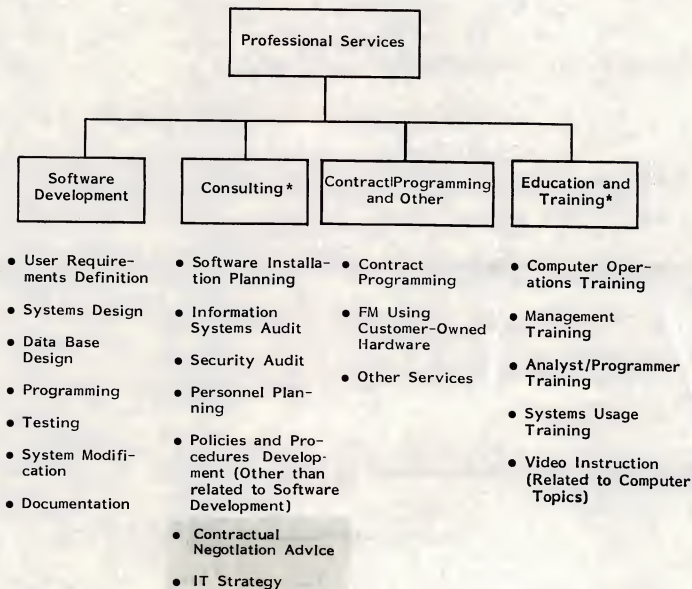 Professional Services
Software
Development
Consulting*
Contract|Programming
and Other
Education and
Training*
• User Require-
ments Definition
• Systems Design
• Data Base
Design
• Programming
• Testing
• System Modifi-
cation
• Documentation
• Software Installa-
tion Planning
• Information
Systems Audit
• Security Audit
• Personnel Plan-
ning
• Policies and Pro-
cedures Develop-
ment (Other than
related to Software
Development)
• Contractual
Negotiation Advice
• IT Strategy
• Contract
Programming
• FM Using
Customer-Owned
Hardware
• Other Services
• Computer Oper-
ations Training
• Management
Training
• Analyst/Programmer
Training
• Systems Usage
Training
• Video Instruction
(Related to Computer
Topics)